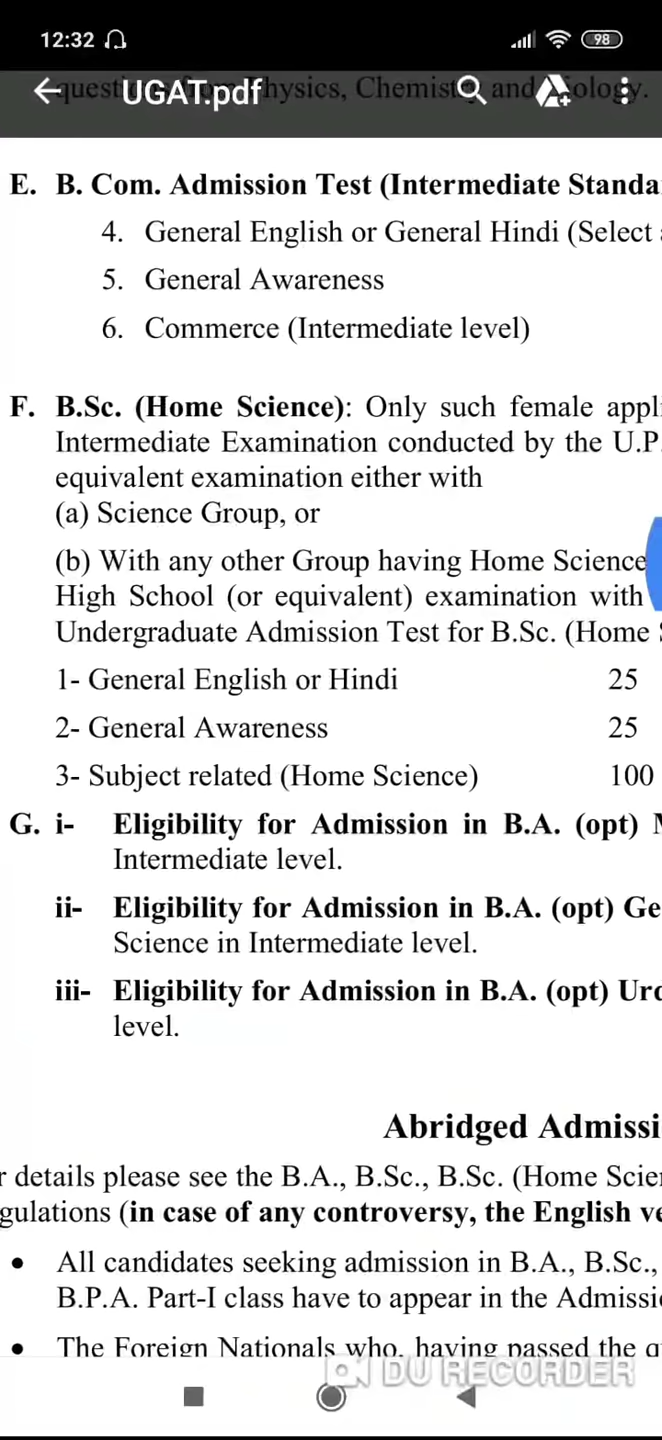 12:32 98
questions from Physics, Chemistry and Biology.
UGAT.pdf
E. B. Com. Admission Test (Intermediate Standa
4. General English or General Hindi (Select
5. General Awareness
6. Commerce (Intermediate level)
F. B.Sc. (Home Science): Only such female appli
Intermediate Examination conducted by the U.P.
equivalent examination either with
(a) Science Group, or
(b) With any other Group having Home Science
High School (or equivalent) examination with
Undergraduate Admission Test for B.Sc. (Home
1- General English or Hindi 25
2- General Awareness 25
3- Subject related (Home Science) 100
G. i- Eligibility for Admission in B.A. (opt)
Intermediate level.
ii- Eligibility for Admission in B.A. (opt) Ge
Science in Intermediate level.
iii- Eligibility for Admission in B.A. (opt) Urd
level.
Abridged Admissi
r details please see the B.A., B.Sc., B.Sc. (Home Scie
gulations (in case of any controversy, the English ve
• All candidates seeking admission in B.A., B.Sc.,
B.P.A. Part-I class have to appear in the Admissi
• The Foreign Nationals who, having passed the q
DU RECORDER